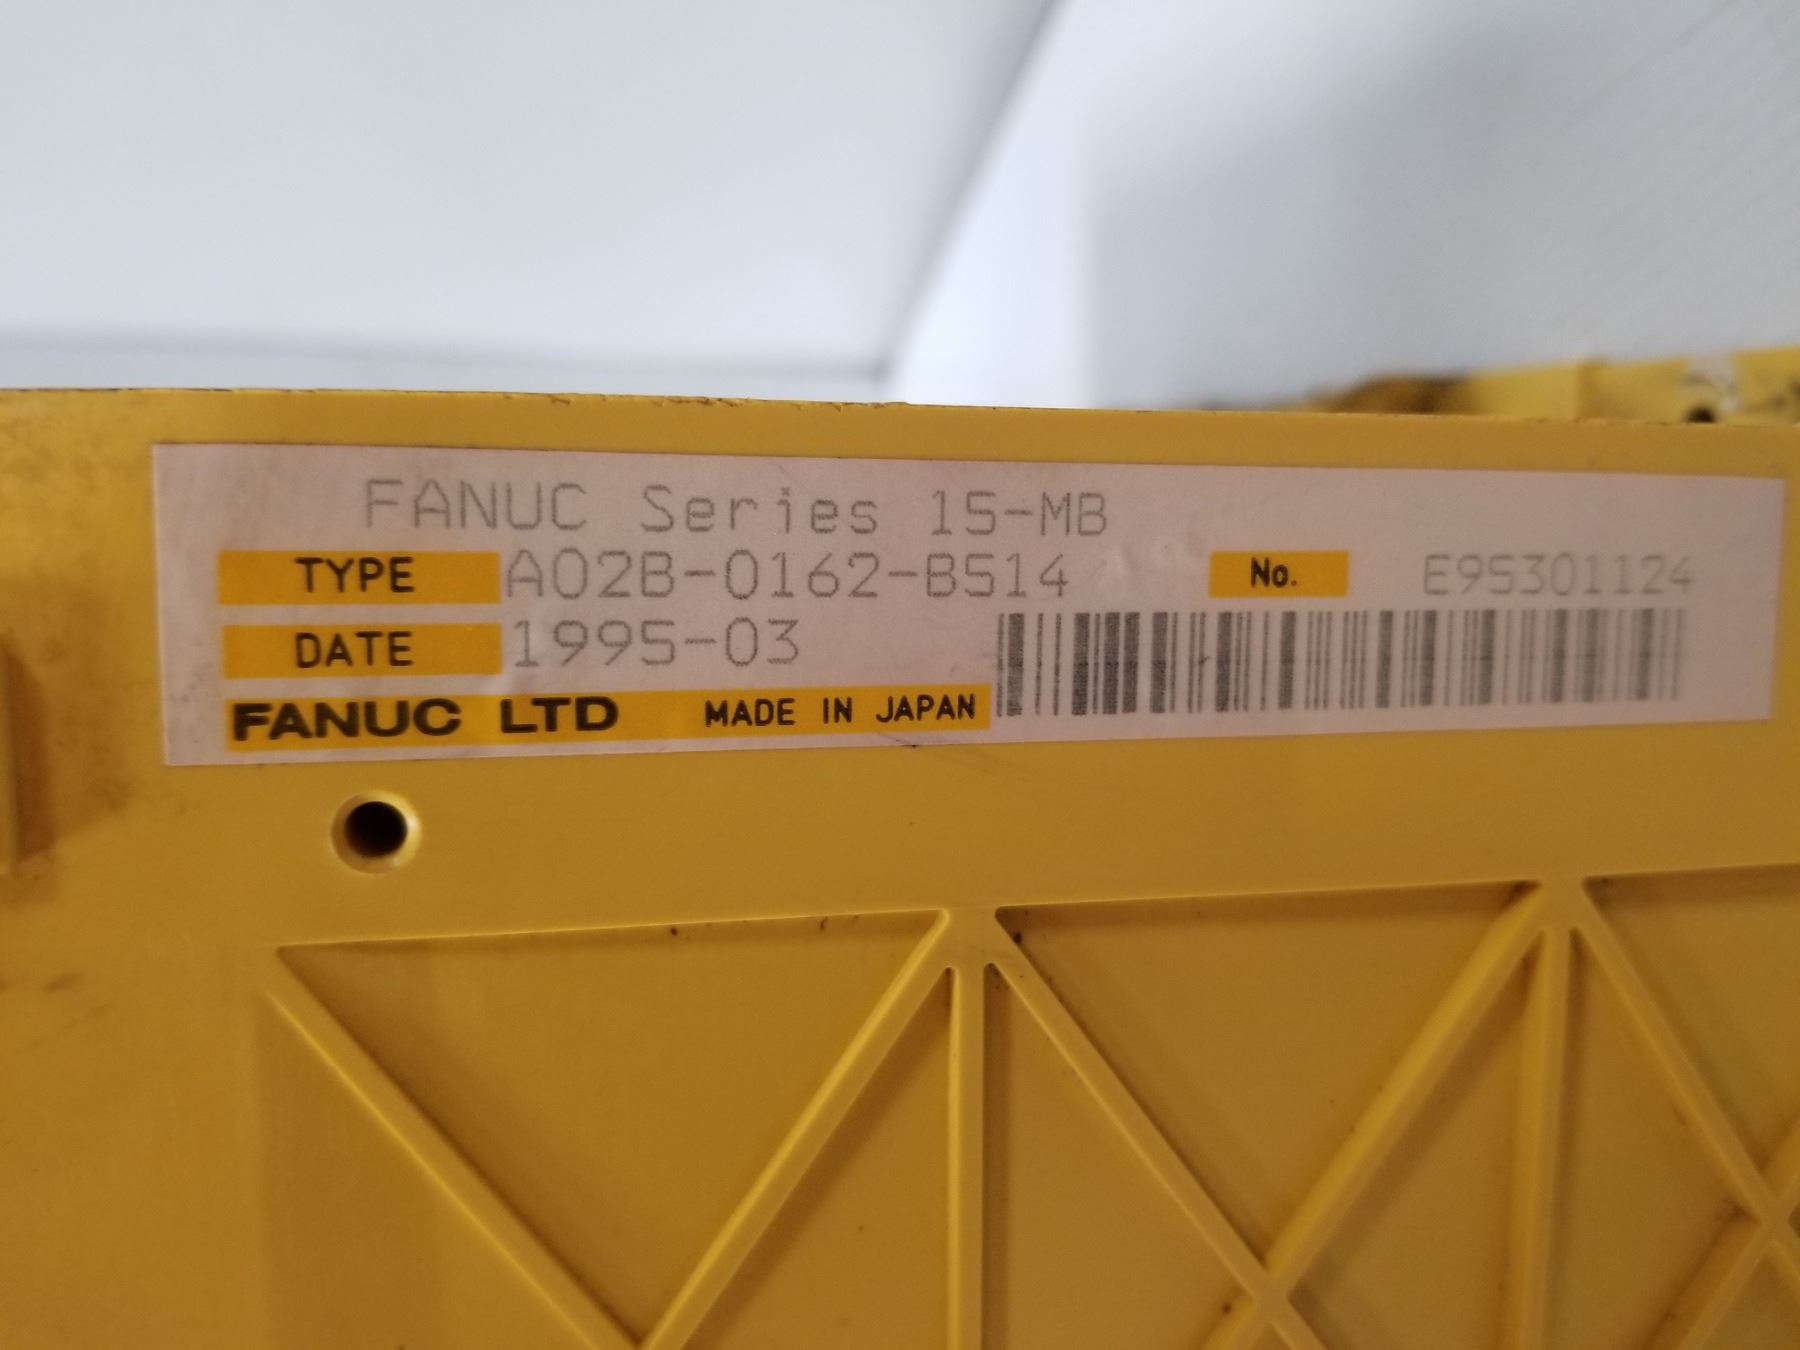 FANUC Series 15-MB
TYPE A02B-0162-B514 No. E95301124
DATE 1995-03
FANUC LTD MADE IN JAPAN